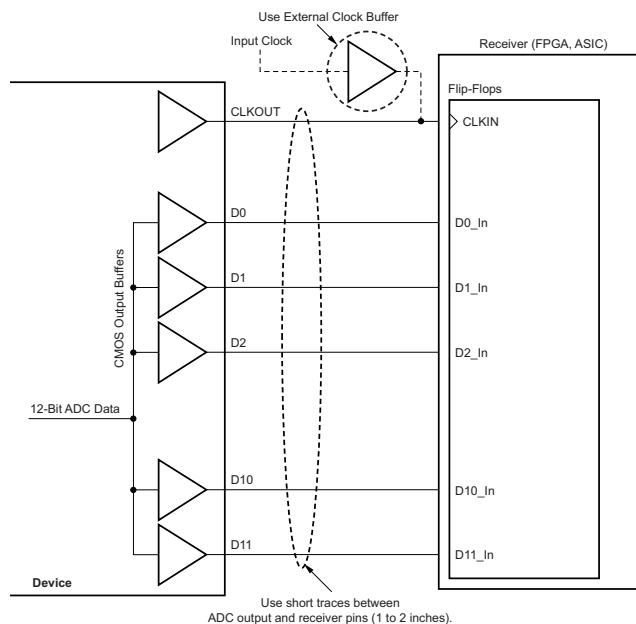 Use External Clock Buffer
Input Clock
Receiver (FPGA, ASIC)
Flip-Flops
CLKOUT
CLKIN
D0
D0_In
D1
D1_In
D2
D2_In
CMOS Output Buffers
12-Bit ADC Data
D10
D10_In
D11
D11_In
Device
Use short traces between
ADC output and receiver pins (1 to 2 inches).